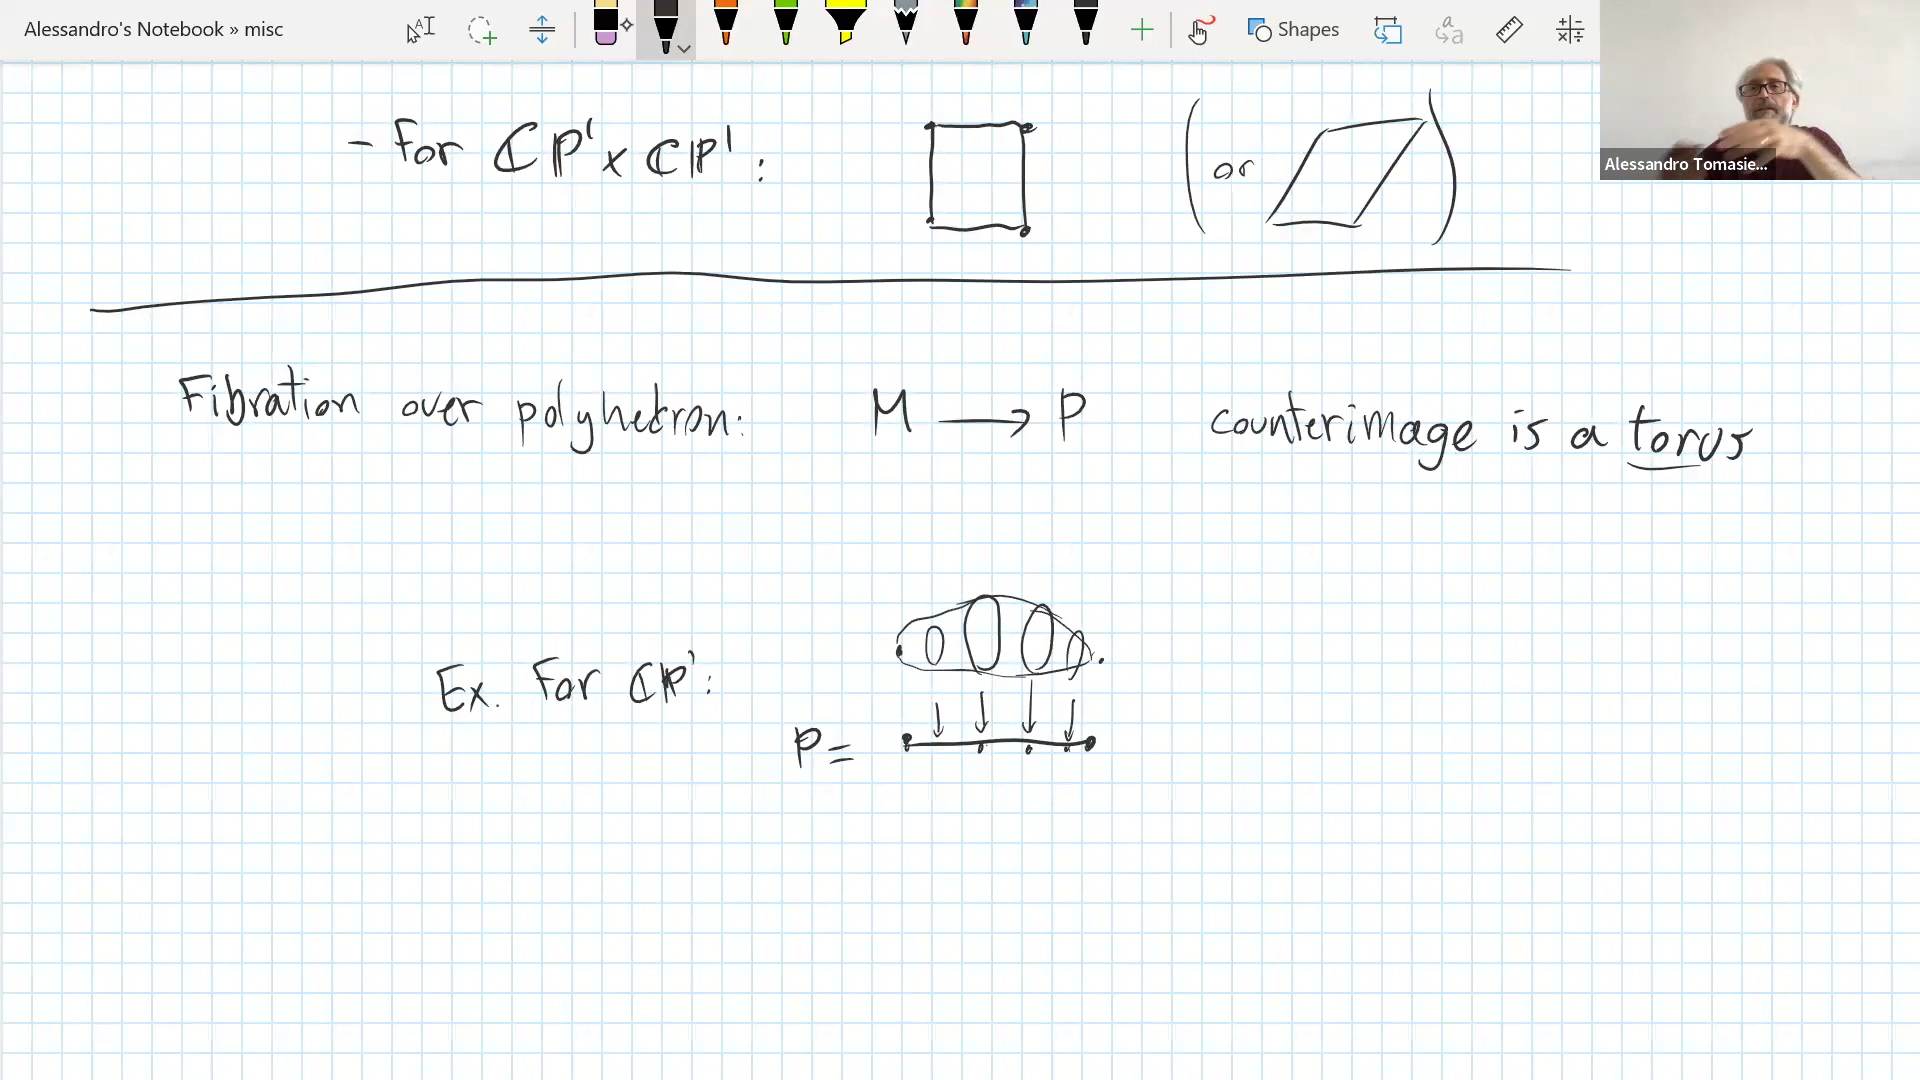 Alessandro's Notebook » misc
Shapes
Alessandro Tomasie...
- For ℂP¹ x ℂP¹:
( or )
Fibration over polyhedron: M → P counterimage is a torus
Ex. For ℂP¹:
P =